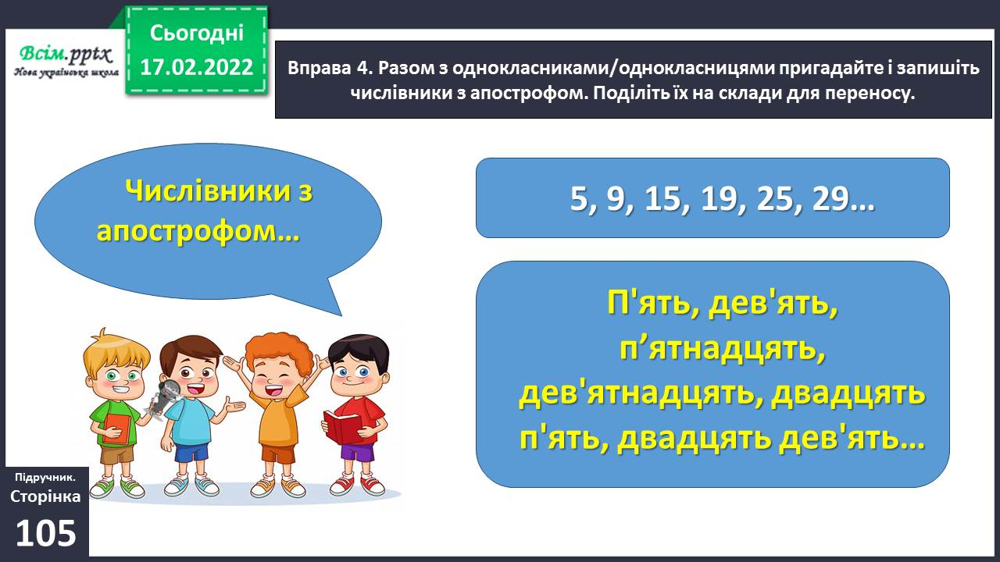 Сьогодні
17.02.2022
Всім.pptx
Нова українська школа
Вправа 4. Разом з однокласниками/однокласницями пригадайте і запишіть
числівники з апострофом. Поділіть їх на склади для переносу.
Числівники з
апострофом…
5, 9, 15, 19, 25, 29…
П'ять, дев'ять,
п’ятнадцять,
дев'ятнадцять, двадцять
п'ять, двадцять дев'ять…
Підручник.
Сторінка
105